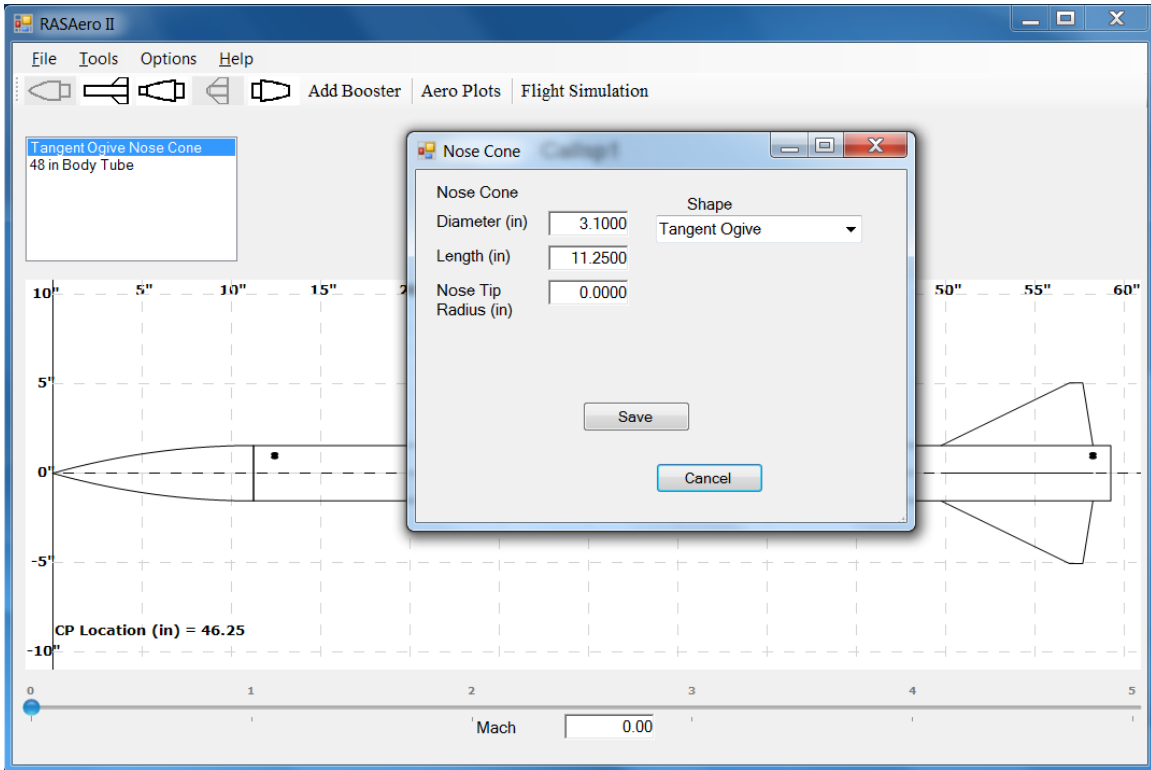 RASAero II
File Tools Options Help
Add Booster Aero Plots Flight Simulation
Tangent Ogive Nose Cone
48 in Body Tube
Nose Cone
Nose Cone
Shape
Diameter (in) 3.1000 Tangent Ogive
Length (in) 11.2500
Nose Tip 0.0000
Radius (in)
Save
Cancel
10" 5" 10" 15" 50" 55" 60"
5"
0"
-5"
CP Location (in) = 46.25
-10"
0 1 2 3 4 5
Mach 0.00